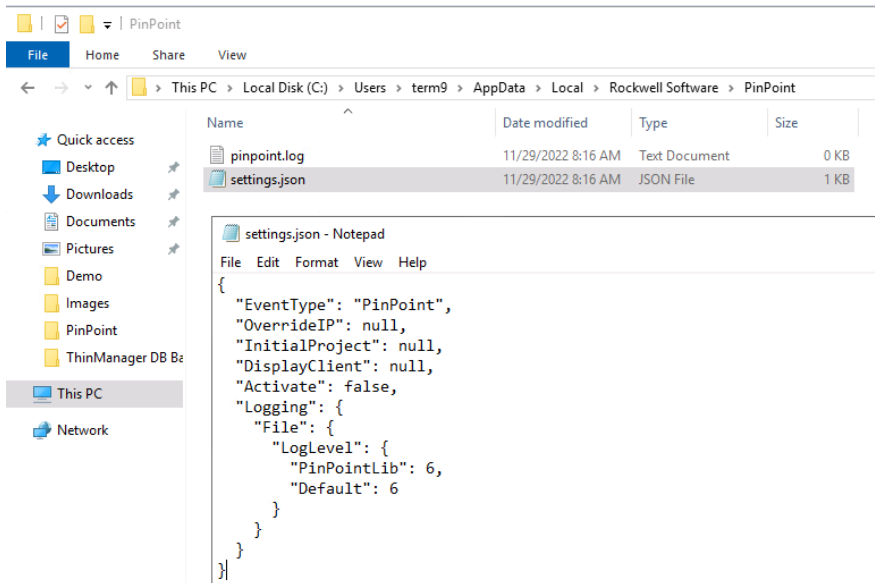 PinPoint
File Home Share View
This PC > Local Disk (C:) > Users > term9 > AppData > Local > Rockwell Software > PinPoint
Quick access
Desktop
Downloads
Documents
Pictures
Demo
Images
PinPoint
ThinManager DB Ba
This PC
Network
Name Date modified Type Size
pinpoint.log 11/29/2022 8:16 AM Text Document 0 KB
settings.json 11/29/2022 8:16 AM JSON File 1 KB
settings.json - Notepad
File Edit Format View Help
{
  "EventType": "PinPoint",
  "OverrideIP": null,
  "InitialProject": null,
  "DisplayClient": null,
  "Activate": false,
  "Logging": {
    "File": {
      "LogLevel": {
        "PinPointLib": 6,
        "Default": 6
      }
    }
  }
}